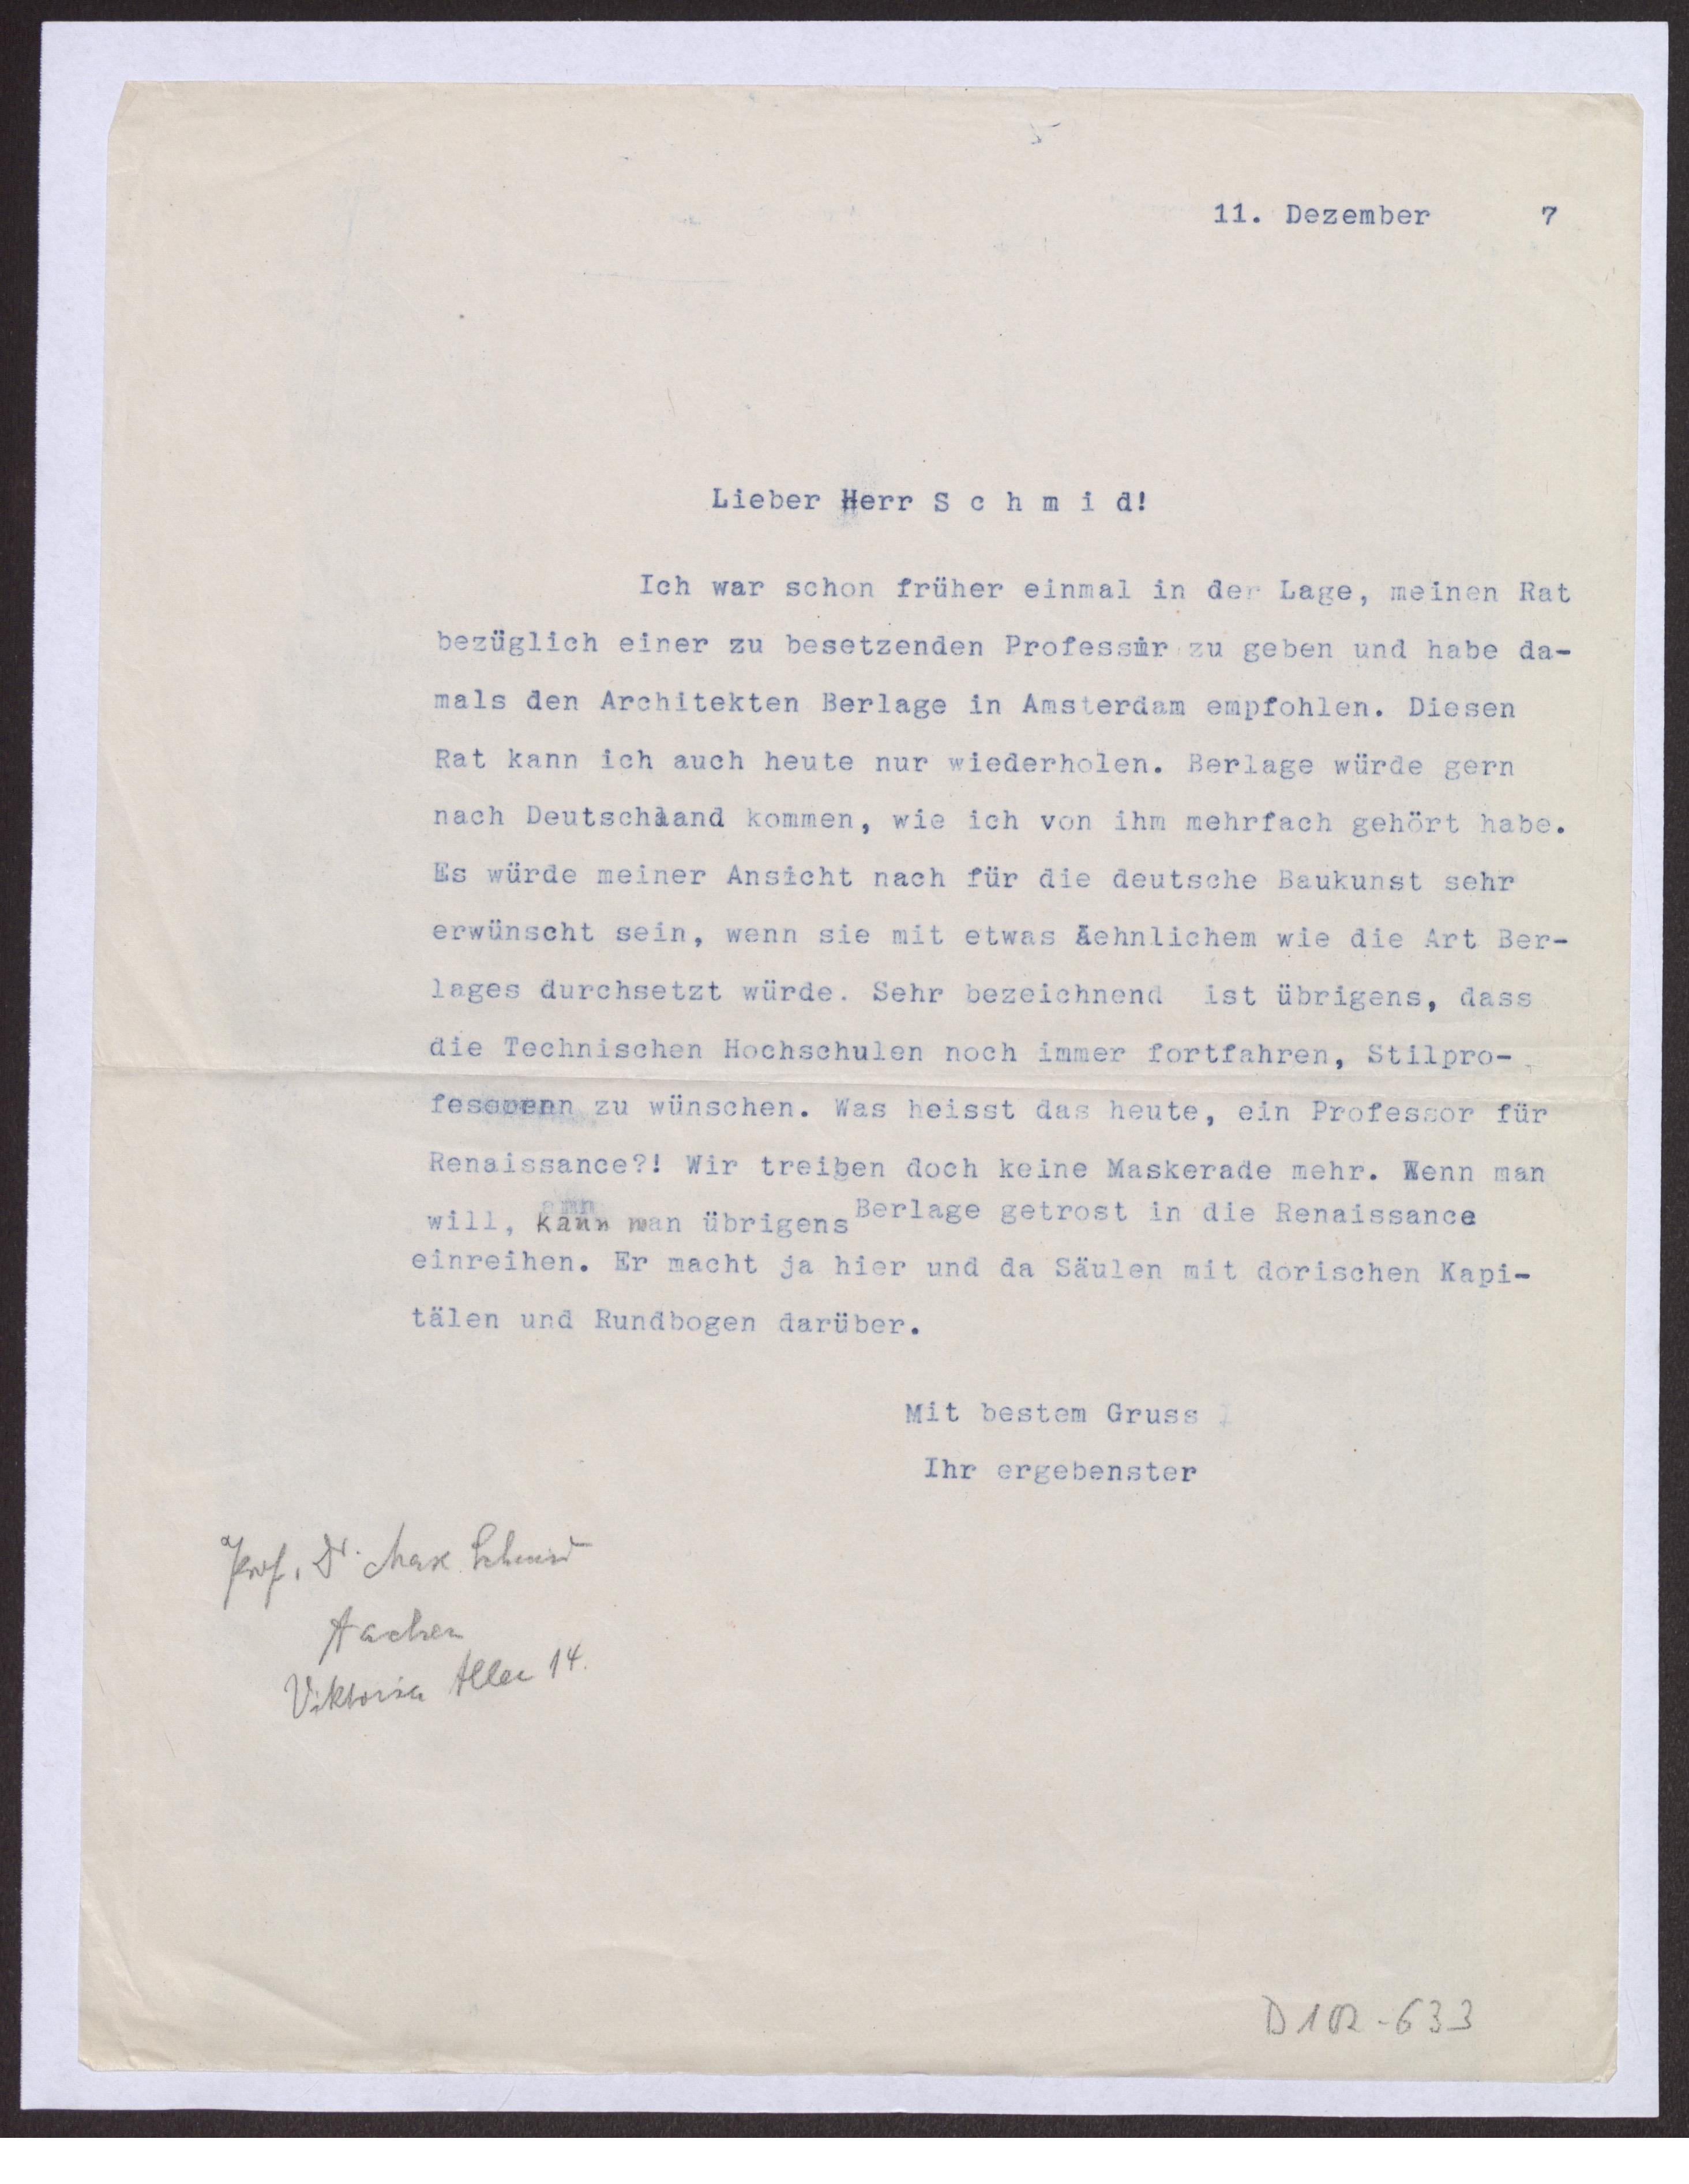 11. Dezember 7
Lieber Herr S c h m i d!
Ich war schon früher einmal in der Lage, meinen Rat
bezüglich einer zu besetzenden Professur zu geben und habe da-
mals den Architekten Berlage in Amsterdam empfohlen. Diesen
Rat kann ich auch heute nur wiederholen. Berlage würde gern
nach Deutschland kommen, wie ich von ihm mehrfach gehört habe.
Es würde meiner Ansicht nach für die deutsche Baukunst sehr
erwünscht sein, wenn sie mit etwas Aehnlichem wie die Art Ber-
lages durchsetzt würde. Sehr bezeichnend ist übrigens, dass
die Technischen Hochschulen noch immer fortfahren, Stilpro-
fessoren zu wünschen. Was heisst das heute, ein Professor für
Renaissance?! Wir treiben doch keine Maskerade mehr. Wenn man
will, kann man übrigens Berlage getrost in die Renaissance
einreihen. Er macht ja hier und da Säulen mit dorischen Kapi-
tälen und Rundbogen darüber.
Mit bestem Gruss
Ihr ergebenster
Prof. Dr. Max Schmid
Aachen
Viktoria Allee 14.
D 102-633